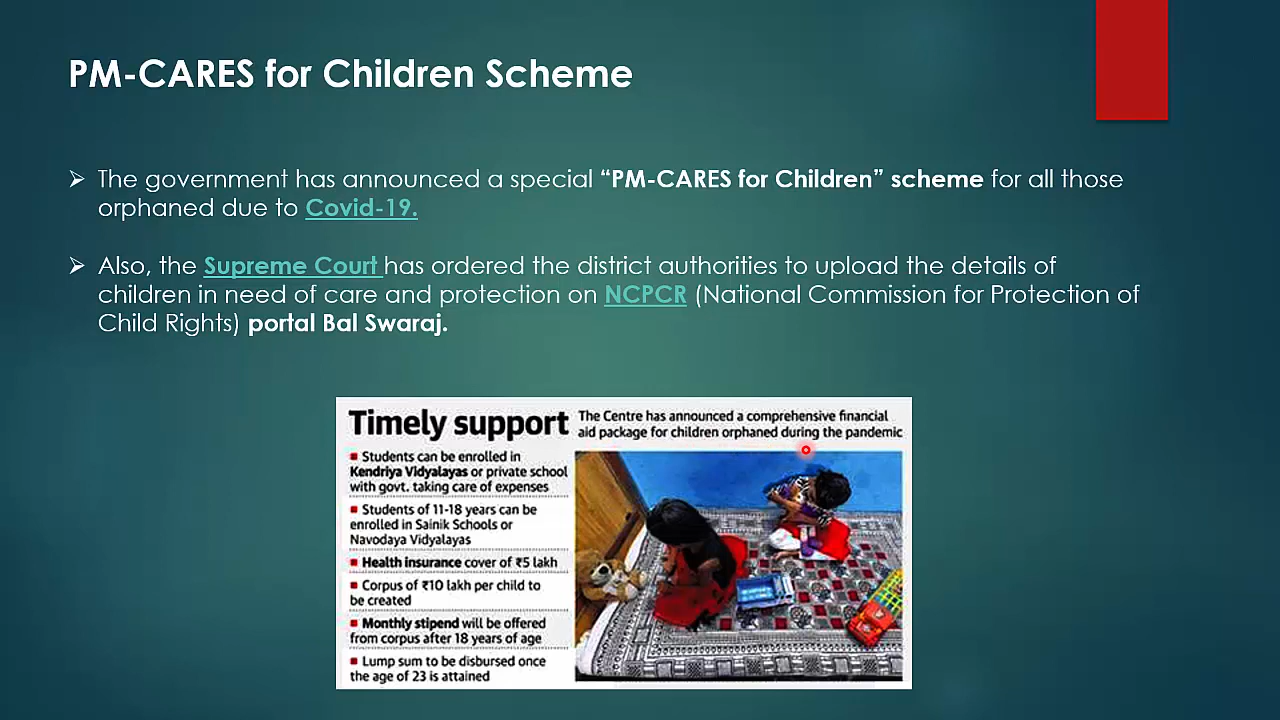 PM-CARES for Children Scheme
➢ The government has announced a special “PM-CARES for Children” scheme for all those
orphaned due to Covid-19.
➢ Also, the Supreme Court has ordered the district authorities to upload the details of
children in need of care and protection on NCPCR (National Commission for Protection of
Child Rights) portal Bal Swaraj.
Timely support
The Centre has announced a comprehensive financial
aid package for children orphaned during the pandemic
■ Students can be enrolled in
Kendriya Vidyalayas or private school
with govt. taking care of expenses
■ Students of 11-18 years can be
enrolled in Sainik Schools or
Navodaya Vidyalayas
■ Health insurance cover of ₹5 lakh
■ Corpus of ₹10 lakh per child to
be created
■ Monthly stipend will be offered
from corpus after 18 years of age
■ Lump sum to be disbursed once
the age of 23 is attained